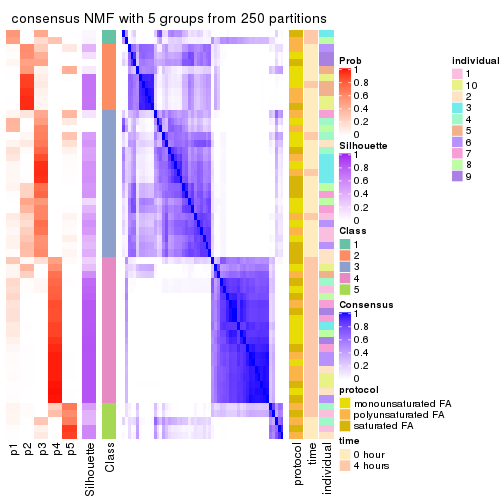 consensus NMF with 5 groups from 250 partitions
Prob
1
0.8
0.6
0.4
0.2
0
Silhouette
1
0.8
0.6
0.4
0.2
0
Class
1
2
3
4
5
Consensus
1
0.8
0.6
0.4
0.2
0
protocol
monounsaturated FA
polyunsaturated FA
saturated FA
time
0 hour
4 hours
individual
1
10
2
3
4
5
6
7
8
9
p1
p2
p3
p4
p5
Silhouette
Class
protocol
time
individual